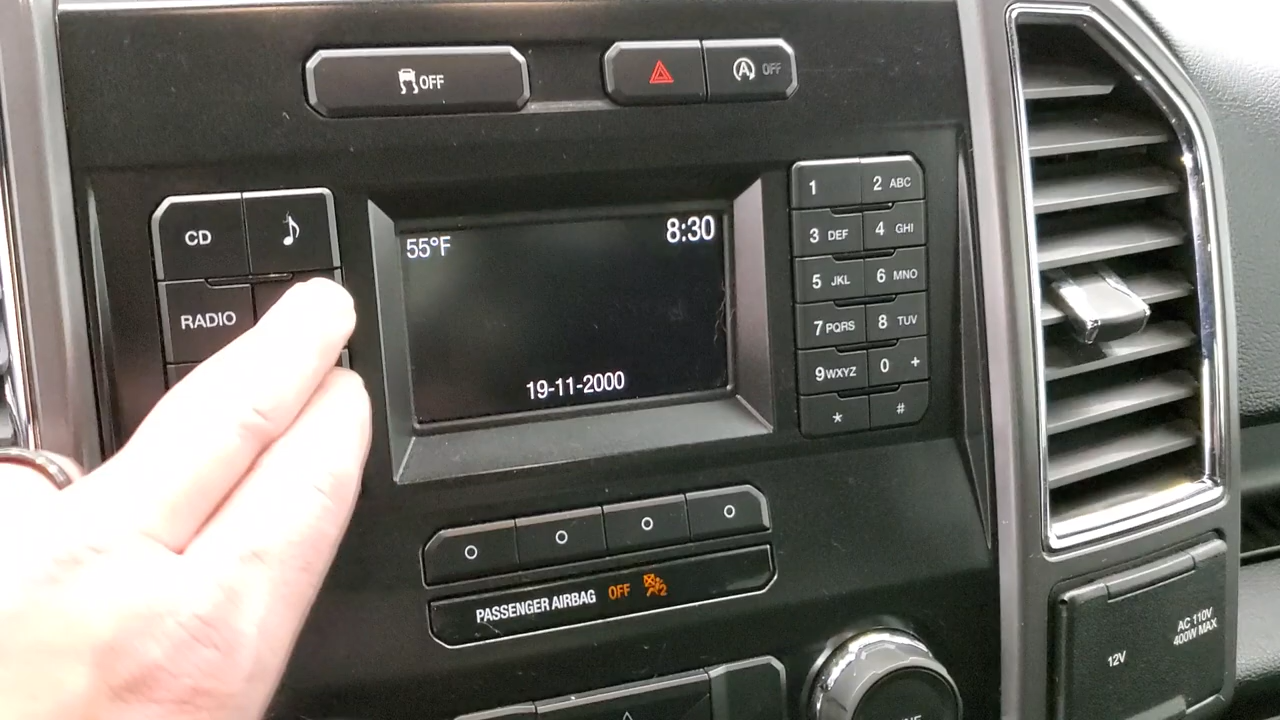 OFF
OFF
CD
1
2 ABC
55°F
8:30
3 DEF
4 GHI
RADIO
5 JKL
6 MNO
7 PQRS
8 TUV
19-11-2000
9 WXYZ
0 +
*
#
PASSENGER AIRBAG OFF
2
12V
AC 110V
400W MAX